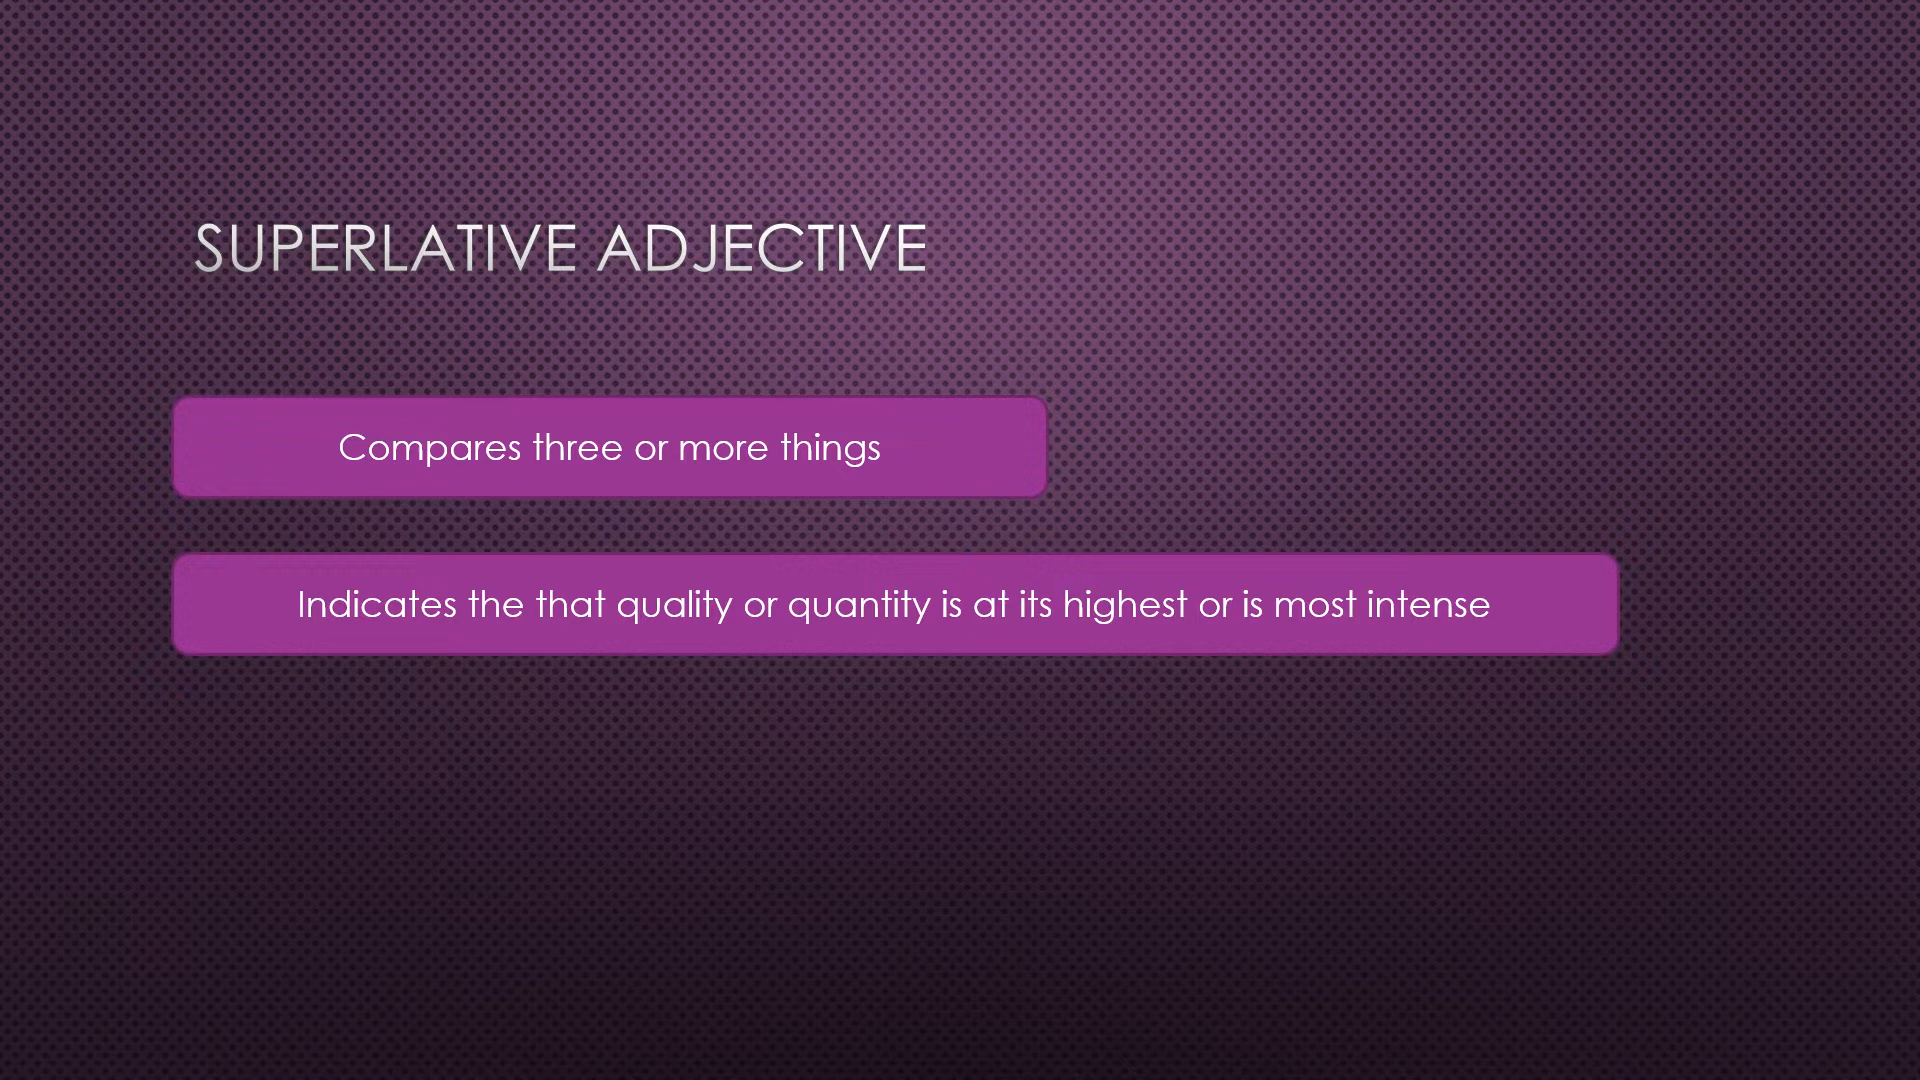 SUPERLATIVE ADJECTIVE
Compares three or more things
Indicates the that quality or quantity is at its highest or is most intense